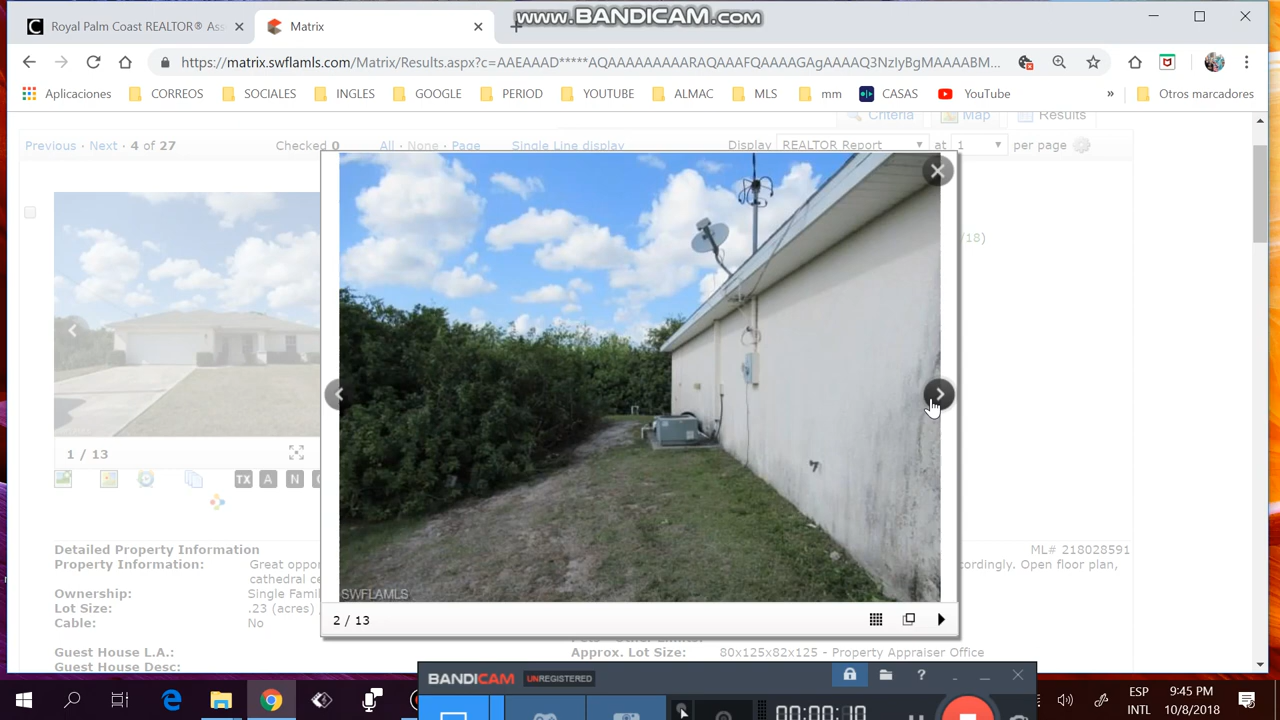 www.BANDICAM.com
Royal Palm Coast REALTOR® Ass
Matrix
https://matrix.swflamls.com/Matrix/Results.aspx?c=AAEAAAD*****AQAAAAAAAAARAQAAAFQAAAAGAgAAAAQ3NzIyBgMAAAABM...
Aplicaciones
CORREOS
SOCIALES
INGLES
GOOGLE
PERIOD
YOUTUBE
ALMAC
MLS
mm
CASAS
YouTube
»
Otros marcadores
Criteria
Map
Results
Previous · Next · 4 of 27
Checked 0
All · None · Page
Single Line display
Display
REALTOR Report
at
1
per page
/18)
1 / 13
TX
A
N
SWFLAMLS
2 / 13
Detailed Property Information
ML# 218028591
Property Information:
Great oppor
cordingly. Open floor plan,
cathedral ce
Ownership:
Single Famil
Lot Size:
.23 (acres)
Cable:
No
Guest House L.A.:
Approx. Lot Size:
80x125x82x125 - Property Appraiser Office
Guest House Desc:
BANDICAM
UNREGISTERED
00:00:10
ESP
INTL
9:45 PM
10/8/2018